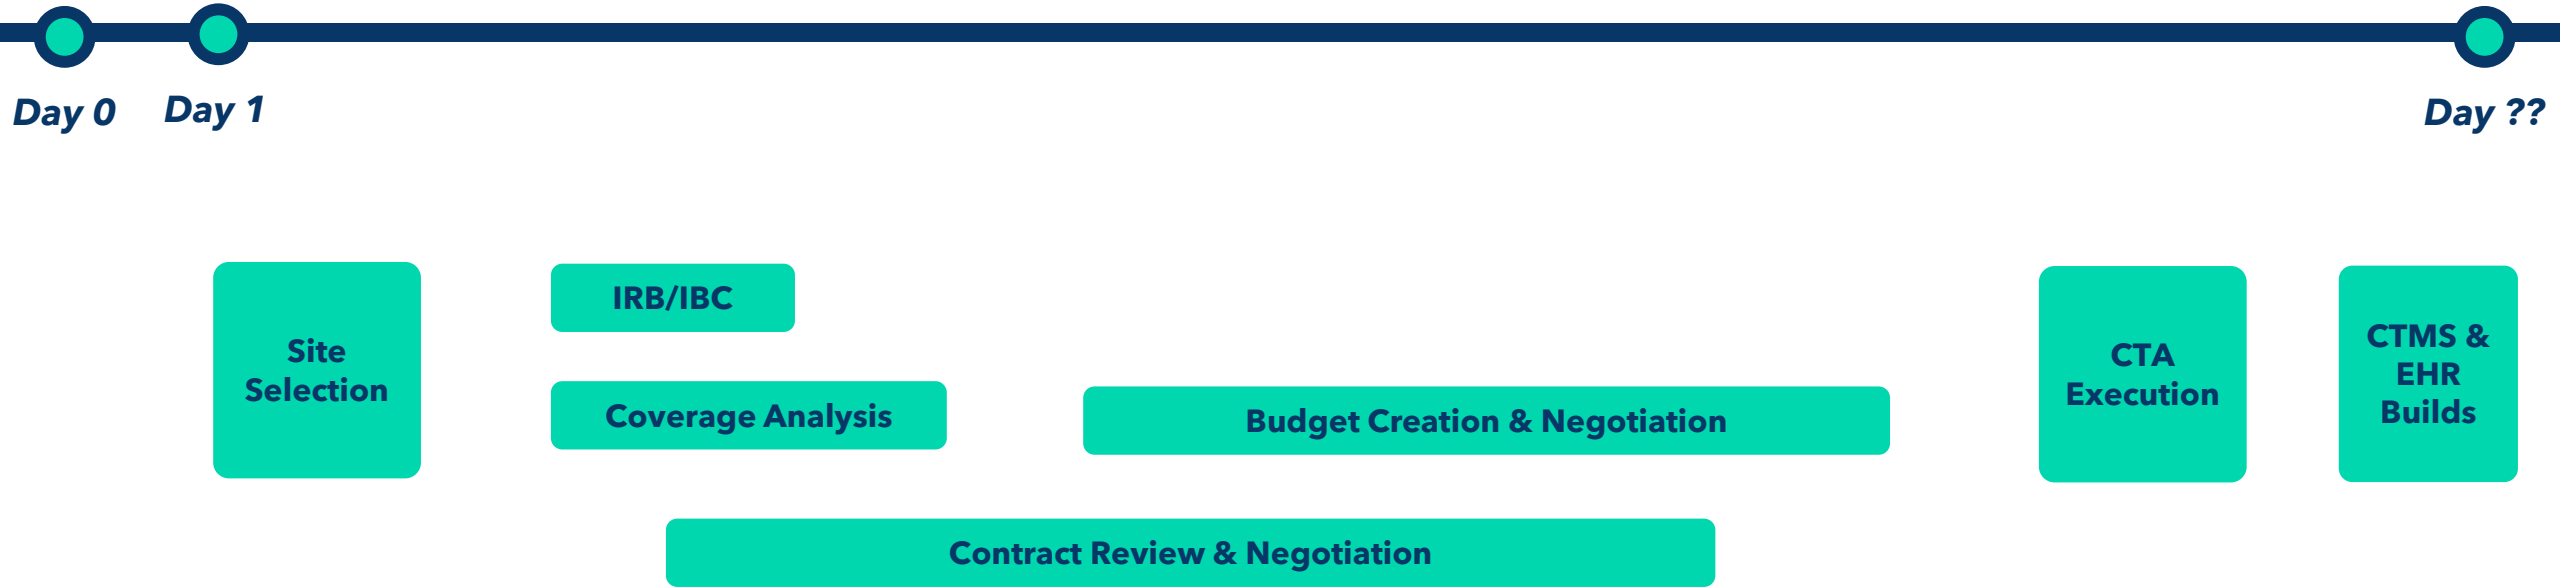 Day 0
Day 1
Day ??
Site
Selection
IRB/IBC
Coverage Analysis
Budget Creation & Negotiation
Contract Review & Negotiation
CTA
Execution
CTMS &
EHR
Builds